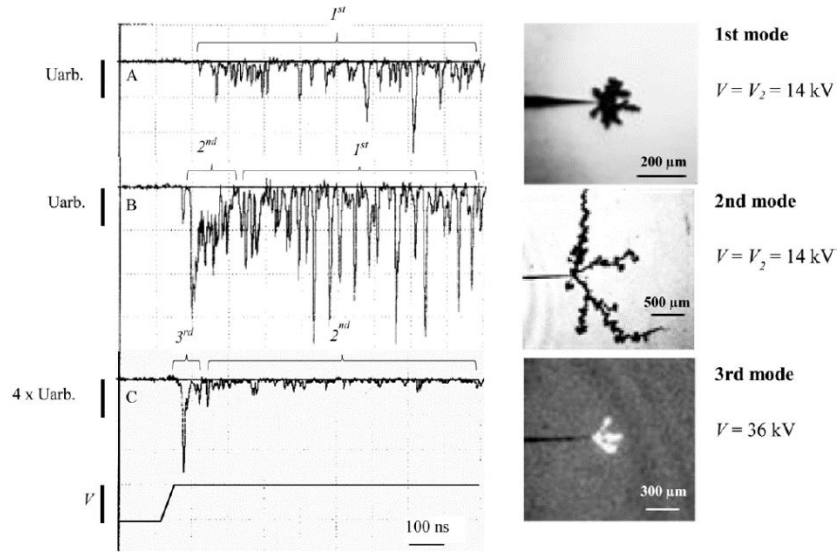 1st
Uarb.
A
2nd
1st
Uarb.
B
3rd
2nd
4 x Uarb.
C
V
100 ns
1st mode
V = V2 = 14 kV
200 µm
2nd mode
V = V2 = 14 kV
500 µm
3rd mode
V = 36 kV
300 µm